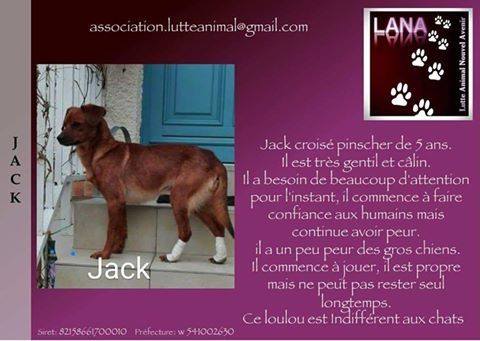 association.lutteanimal@gmail.com
LANA
Lutte Animal Nouvel Avenir
JACK
Jack croisé pinscher de 5 ans.
Il est très gentil et câlin.
Il a besoin de beaucoup d'attention
pour l'instant, il commence à faire
confiance aux humains mais
continue avoir peur.
il a un peu peur des gros chiens.
Il commence à jouer, il est propre
mais ne peut pas rester seul
longtemps.
Ce loulou est Indifférent aux chats
Jack
Siret: 82158661700010 Préfecture: w 541002630